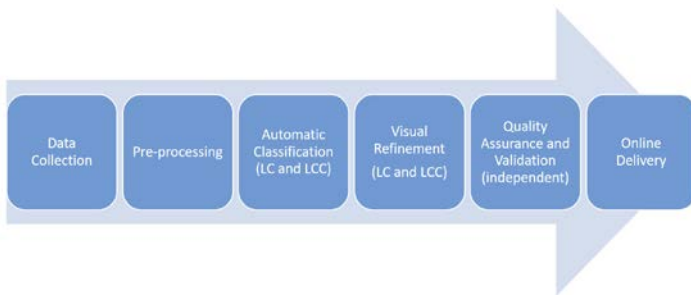 Data
Collection
Pre-processing
Automatic
Classification
(LC and LCC)
Visual
Refinement
(LC and LCC)
Quality
Assurance and
Validation
(independent)
Online
Delivery